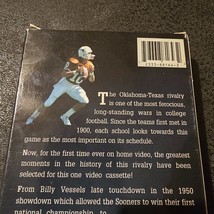 The Oklahoma-Texas rivalry
is one of the most ferocious,
long-standing wars in college
football. Since the teams first met in
1900, each school looks towards this
game as the most important on its schedule.
Now, for the first time ever on home video, the greatest
moments in the history of this rivalry have been
selected for this one video cassette!
From Billy Vessels late touchdown in the 1950
showdown which allowed the Sooners to win their first
national championship, to